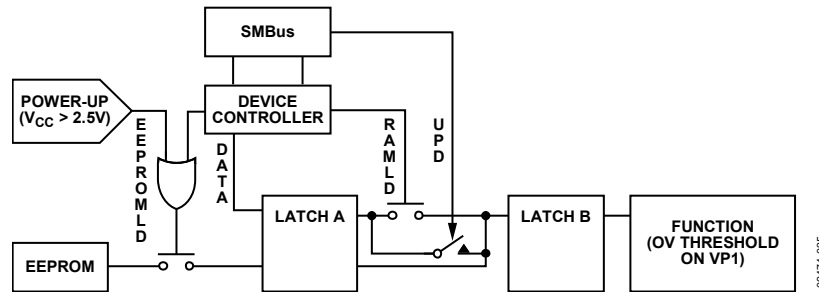 SMBus
POWER-UP
(VCC > 2.5V)
DEVICE
CONTROLLER
EEPROMLD
DATA
RAMLD
UPD
LATCH A
LATCH B
FUNCTION
(OV THRESHOLD
ON VP1)
EEPROM